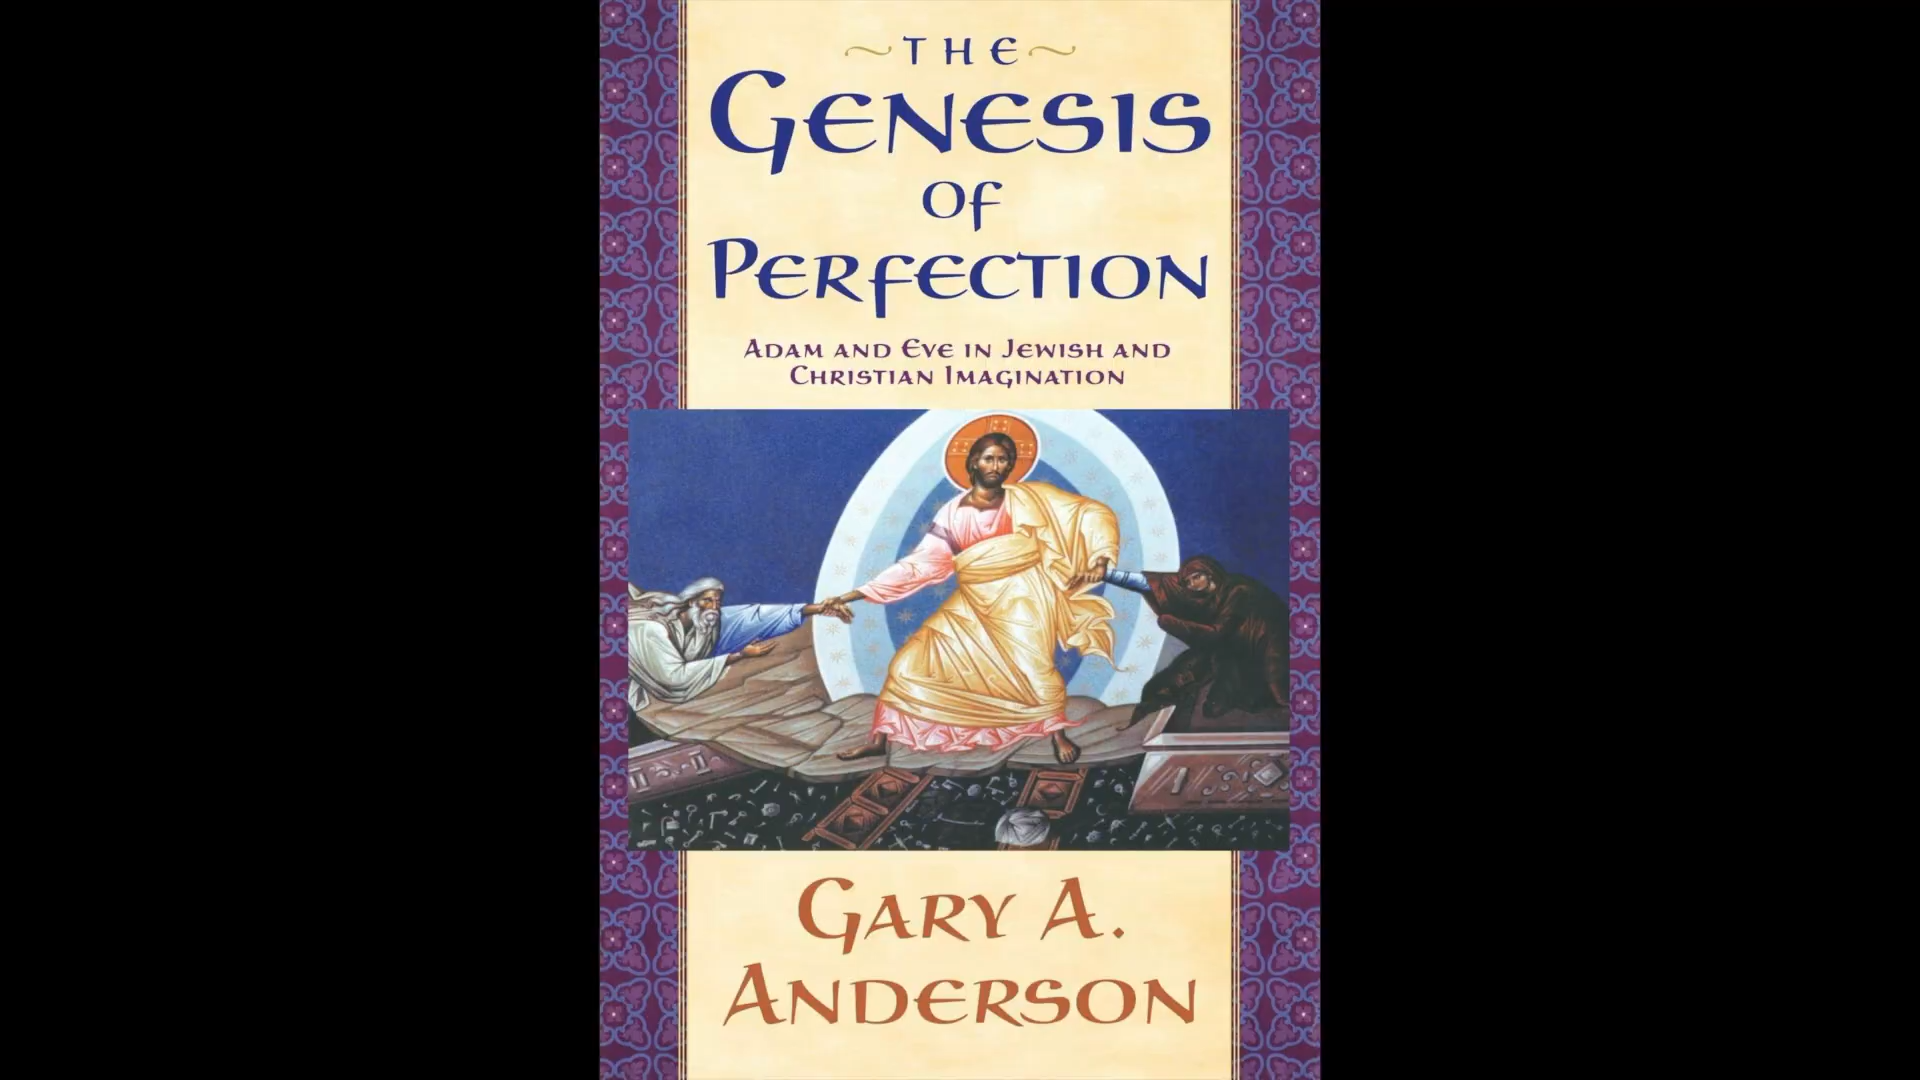 THE
GENESIS
OF
PERFECTION
ADAM AND EVE IN JEWISH AND
CHRISTIAN IMAGINATION
GARY A.
ANDERSON